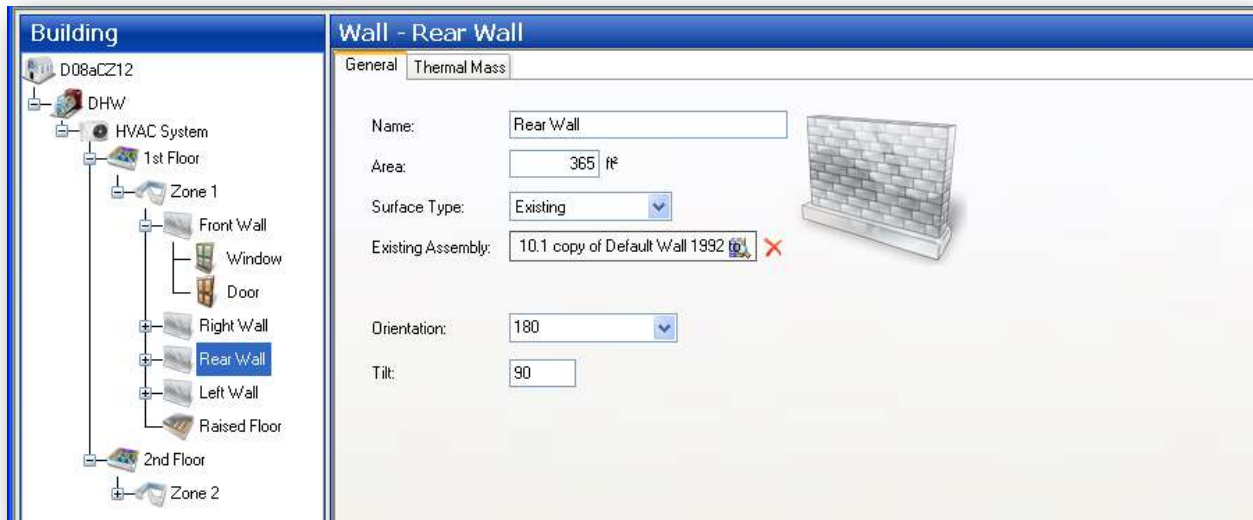 Building
D08aCZ12
DHW
HVAC System
1st Floor
Zone 1
Front Wall
Window
Door
Right Wall
Rear Wall
Left Wall
Raised Floor
2nd Floor
Zone 2
Wall - Rear Wall
General Thermal Mass
Name: Rear Wall
Area: 365 ft²
Surface Type: Existing
Existing Assembly: 10.1 copy of Default Wall 1992
Orientation: 180
Tilt: 90